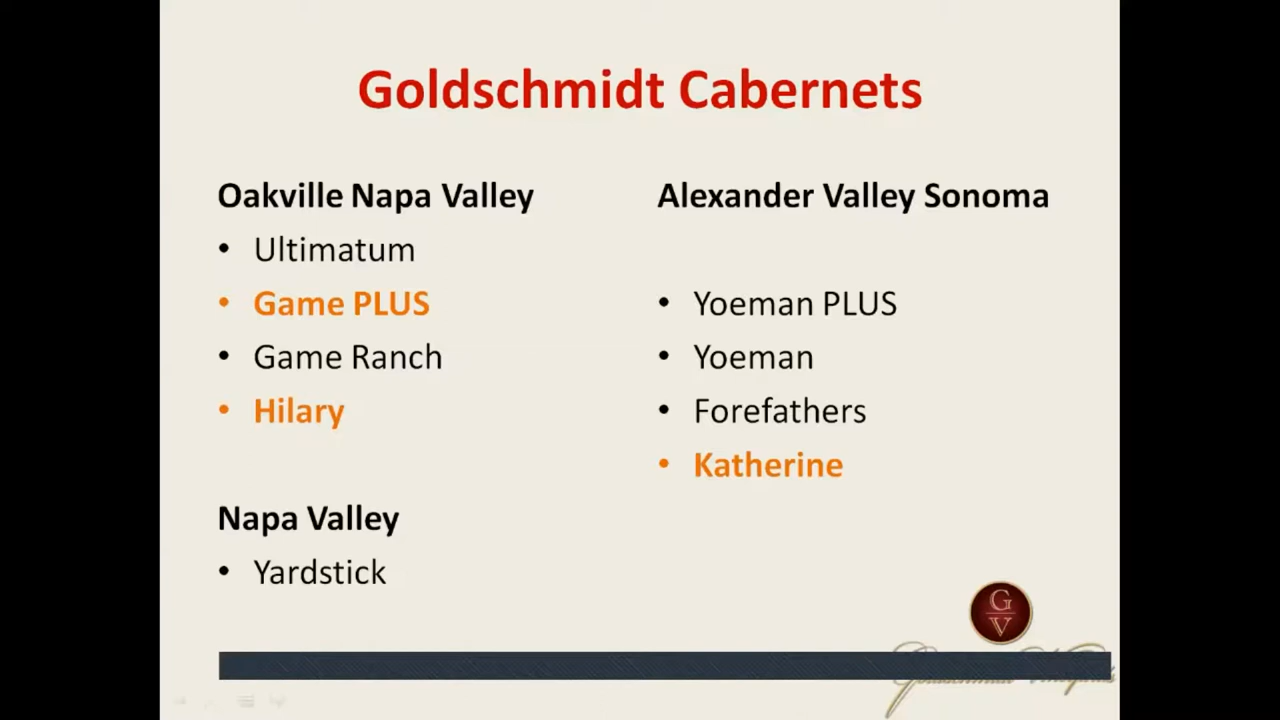 Goldschmidt Cabernets
Oakville Napa Valley
• Ultimatum
• Game PLUS
• Game Ranch
• Hilary
Napa Valley
• Yardstick
Alexander Valley Sonoma
• Yoeman PLUS
• Yoeman
• Forefathers
• Katherine
G
V
Goldschmidt